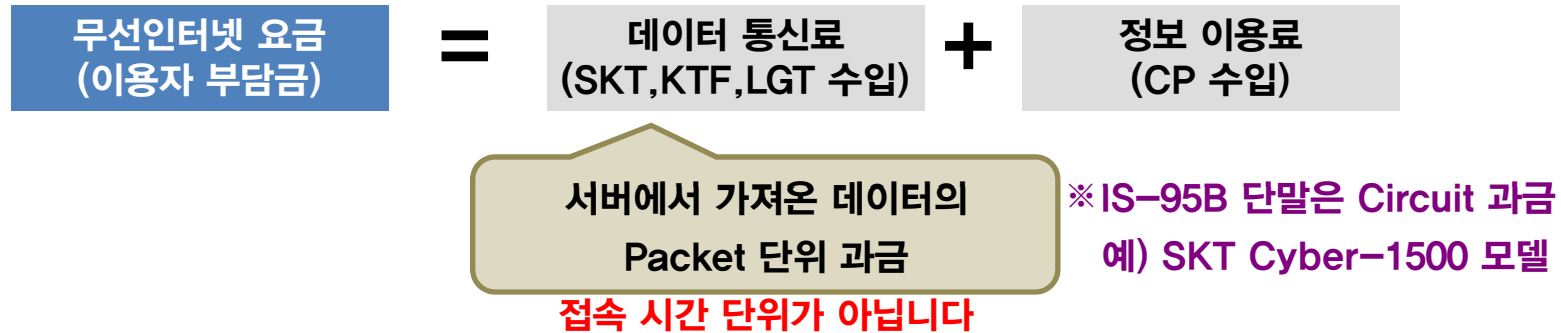 무선인터넷 요금
(이용자 부담금)
=
데이터 통신료
(SKT,KTF,LGT 수입)
+
정보 이용료
(CP 수입)
서버에서 가져온 데이터의
Packet 단위 과금
접속 시간 단위가 아닙니다
※IS-95B 단말은 Circuit 과금
예) SKT Cyber-1500 모델